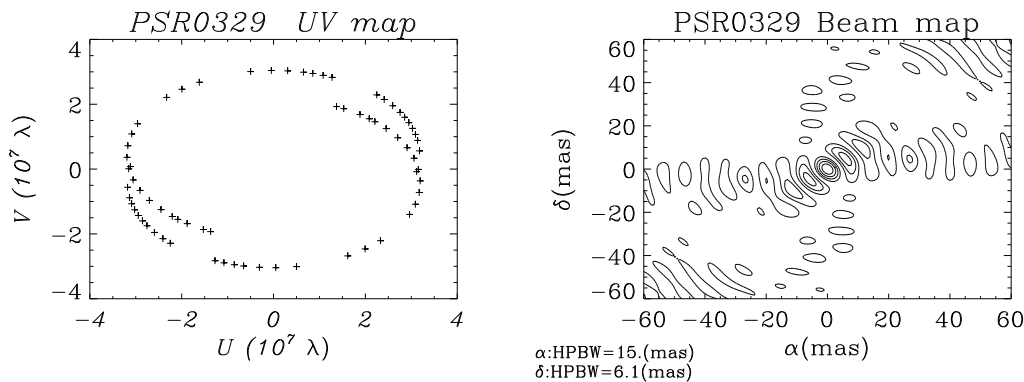 PSR0329 UV map
4
2
0
−2
−4
V (10⁷ λ)
−4 −2 0 2 4
U (10⁷ λ)
PSR0329 Beam map
60
40
20
0
−20
−40
−60
δ(mas)
−60 −40 −20 0 20 40 60
α(mas)
α:HPBW=15.(mas)
δ:HPBW=6.1(mas)